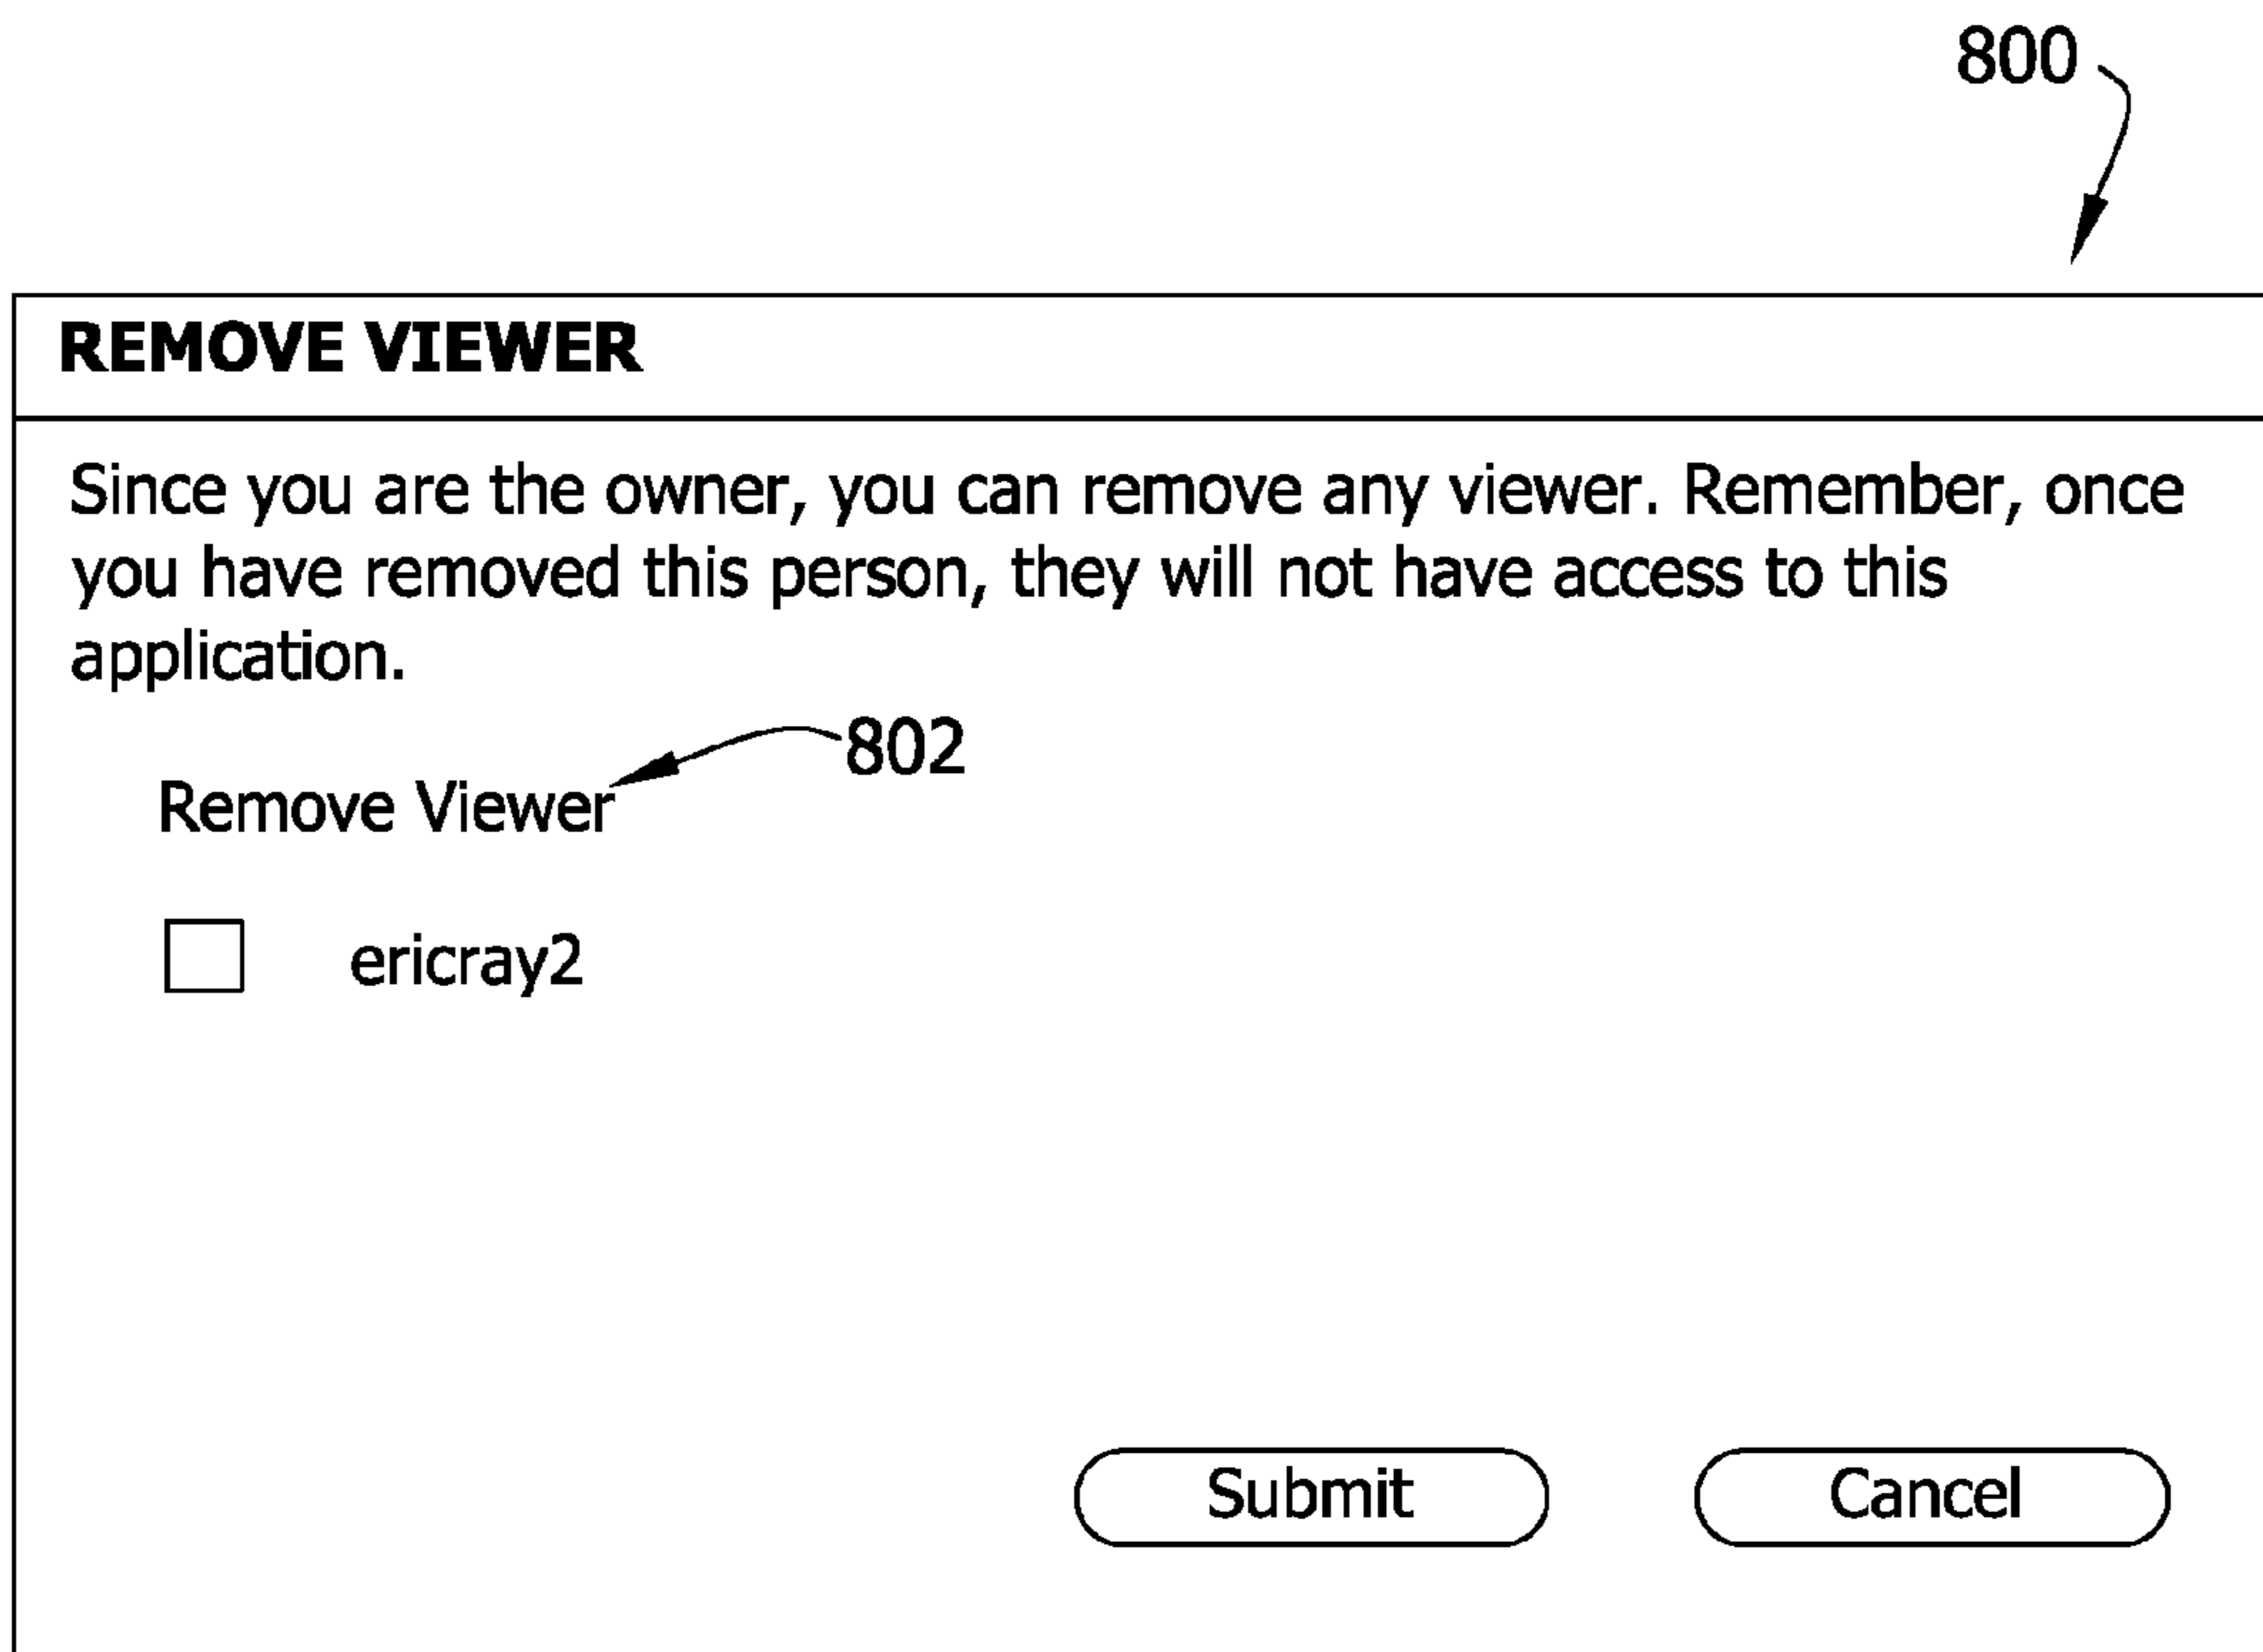 800
REMOVE VIEWER
Since you are the owner, you can remove any viewer. Remember, once
you have removed this person, they will not have access to this
application.
802
Remove Viewer
ericray2
Submit Cancel